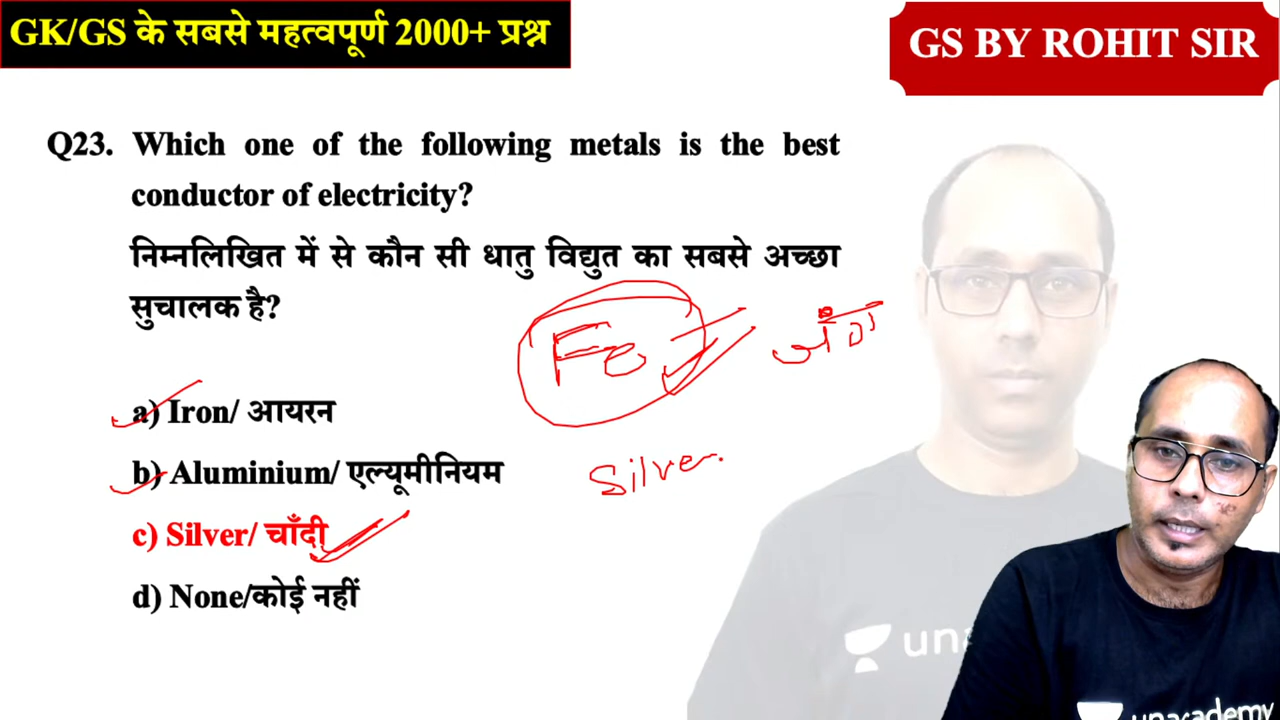 GK/GS के सबसे महत्वपूर्ण 2000+ प्रश्न
GS BY ROHIT SIR
Q23. Which one of the following metals is the best
conductor of electricity?
निम्नलिखित में से कौन सी धातु विद्युत का सबसे अच्छा
सुचालक है?
Fe
a) Iron/ आयरन
b) Aluminium/ एल्यूमीनियम
Silver
c) Silver/ चाँदी
d) None/कोई नहीं
una
unacademy